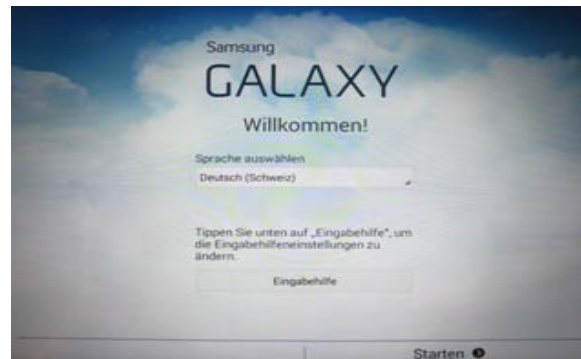 Samsung
GALAXY
Willkommen!
Sprache auswählen
Deutsch (Schweiz)
Tippen Sie unten auf „Eingabehilfe", um
die Eingabehilfeneinstellungen zu
ändern.
Eingabehilfe
Starten